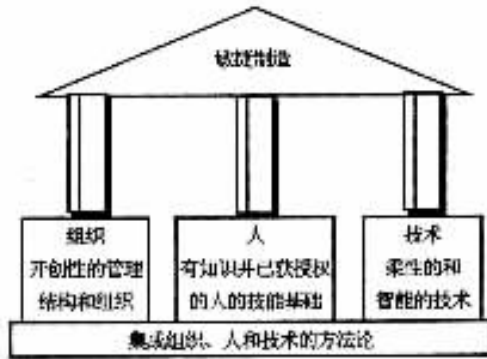 敏捷制造
组织
开创性的管理
结构和组织
人
有知识并已获授权
的人的技能基础
技术
柔性的和
智能的技术
集成组织、人和技术的方法论